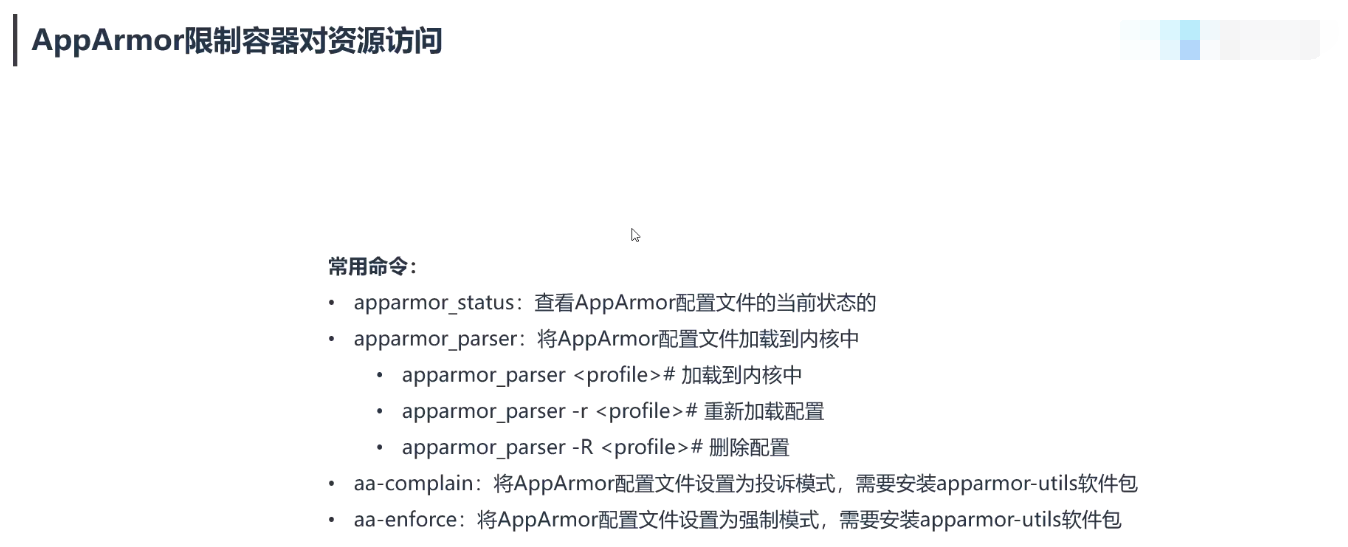 AppArmor限制容器对资源访问
常用命令：
• apparmor_status：查看AppArmor配置文件的当前状态的
• apparmor_parser：将AppArmor配置文件加载到内核中
• apparmor_parser <profile># 加载到内核中
• apparmor_parser -r <profile># 重新加载配置
• apparmor_parser -R <profile># 删除配置
• aa-complain：将AppArmor配置文件设置为投诉模式，需要安装apparmor-utils软件包
• aa-enforce：将AppArmor配置文件设置为强制模式，需要安装apparmor-utils软件包